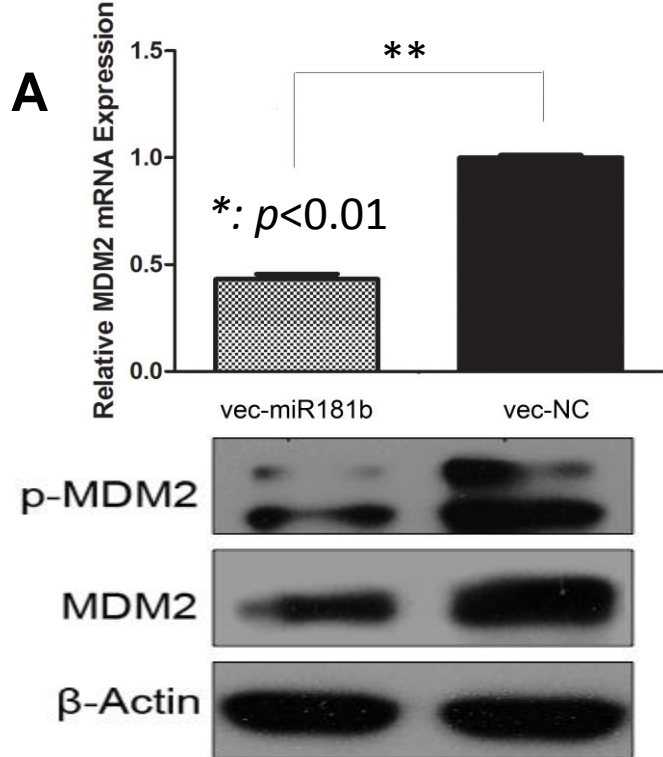 A
Relative MDM2 mRNA Expression
1.5
1.0
0.5
0.0
**
*: p<0.01
vec-miR181b vec-NC
p-MDM2
MDM2
β-Actin